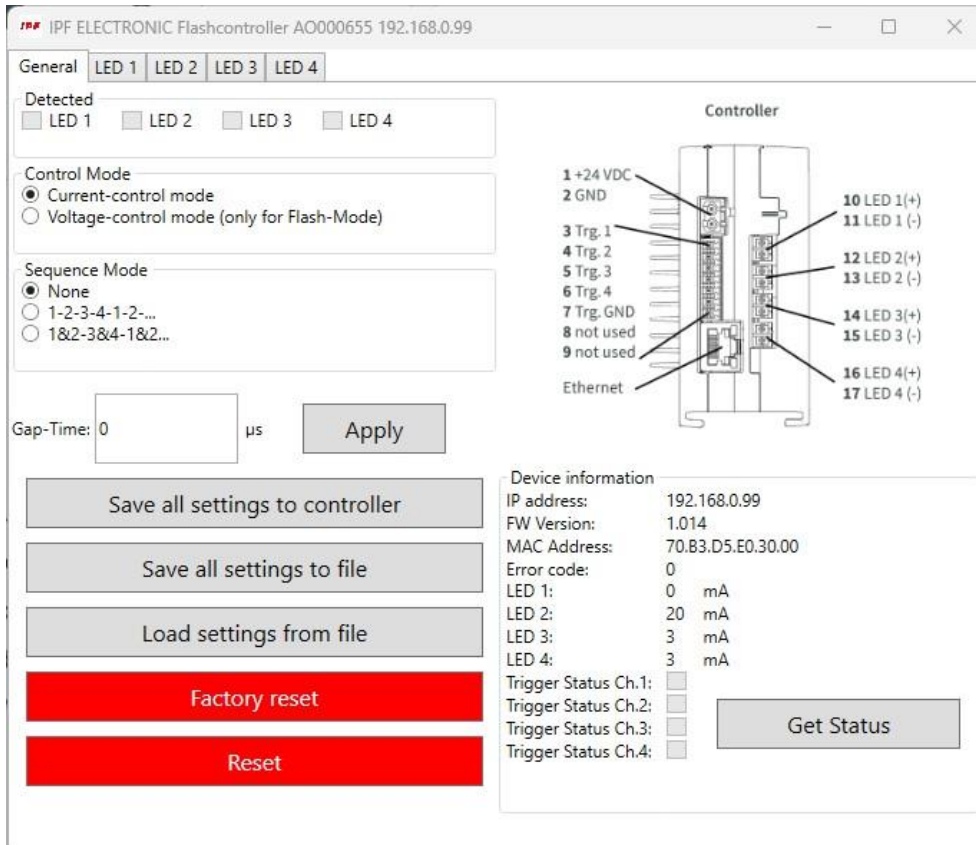 IPF IPF ELECTRONIC Flashcontroller AO000655 192.168.0.99
General LED 1 LED 2 LED 3 LED 4
Detected
LED 1 LED 2 LED 3 LED 4
Control Mode
Current-control mode
Voltage-control mode (only for Flash-Mode)
Sequence Mode
None
1-2-3-4-1-2-...
1&2-3&4-1&2...
Gap-Time: 0 µs Apply
Save all settings to controller
Save all settings to file
Load settings from file
Factory reset
Reset
Controller
1 +24 VDC
2 GND
3 Trg. 1
4 Trg. 2
5 Trg. 3
6 Trg. 4
7 Trg. GND
8 not used
9 not used
Ethernet
10 LED 1(+)
11 LED 1 (-)
12 LED 2(+)
13 LED 2 (-)
14 LED 3(+)
15 LED 3 (-)
16 LED 4(+)
17 LED 4 (-)
Device information
IP address: 192.168.0.99
FW Version: 1.014
MAC Address: 70.B3.D5.E0.30.00
Error code: 0
LED 1: 0 mA
LED 2: 20 mA
LED 3: 3 mA
LED 4: 3 mA
Trigger Status Ch.1:
Trigger Status Ch.2:
Trigger Status Ch.3:
Trigger Status Ch.4:
Get Status